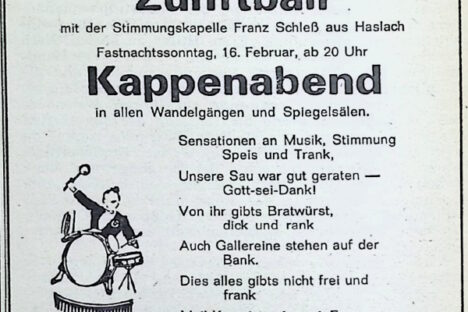 Zunftball
mit der Stimmungskapelle Franz Schleß aus Haslach
Fastnachtssonntag, 16. Februar, ab 20 Uhr
Kappenabend
in allen Wandelgängen und Spiegelsälen.
Sensationen an Musik, Stimmung
Speis und Trank,
Unsere Sau war gut geraten —
Gott-sei-Dank!
Von ihr gibts Bratwürst,
dick und rank
Auch Gallereine stehen auf der
Bank.
Dies alles gibts nicht frei und
frank